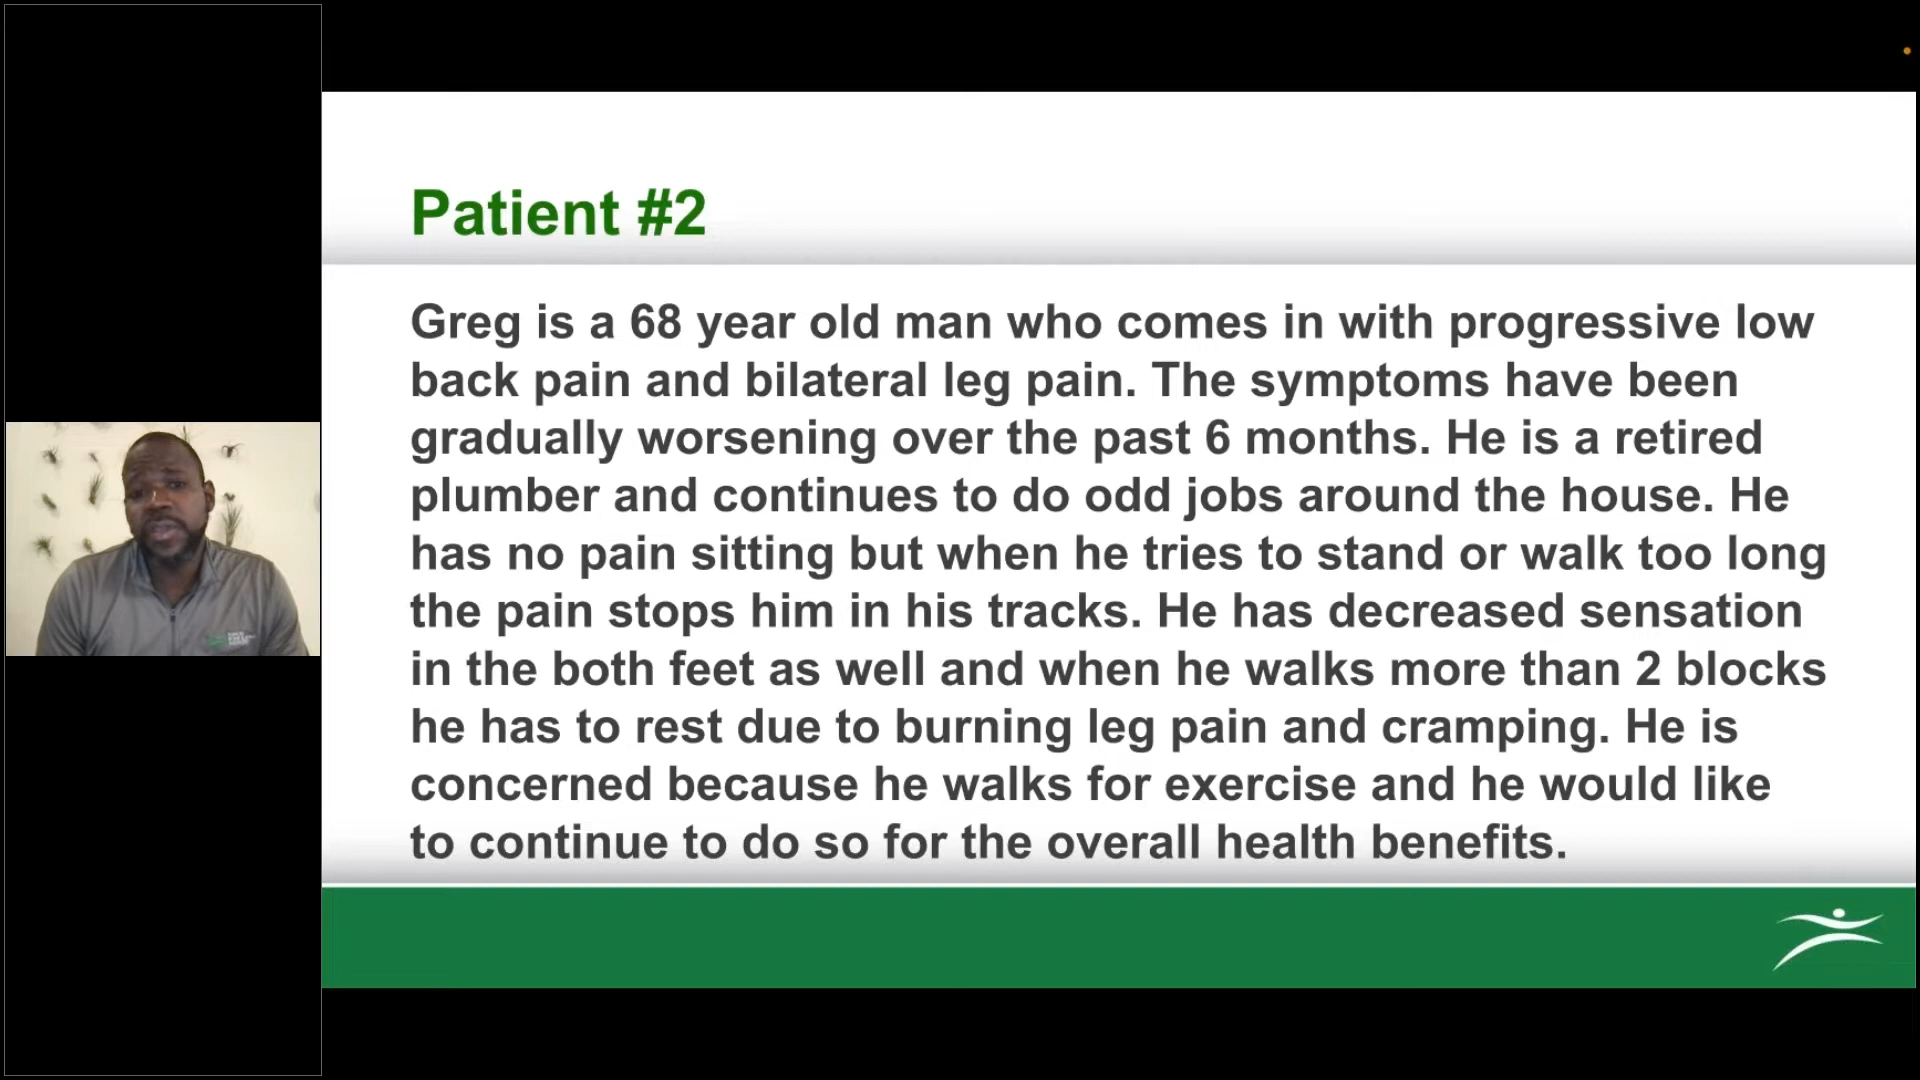 Patient #2
Greg is a 68 year old man who comes in with progressive low
back pain and bilateral leg pain. The symptoms have been
gradually worsening over the past 6 months. He is a retired
plumber and continues to do odd jobs around the house. He
has no pain sitting but when he tries to stand or walk too long
the pain stops him in his tracks. He has decreased sensation
in the both feet as well and when he walks more than 2 blocks
he has to rest due to burning leg pain and cramping. He is
concerned because he walks for exercise and he would like
to continue to do so for the overall health benefits.